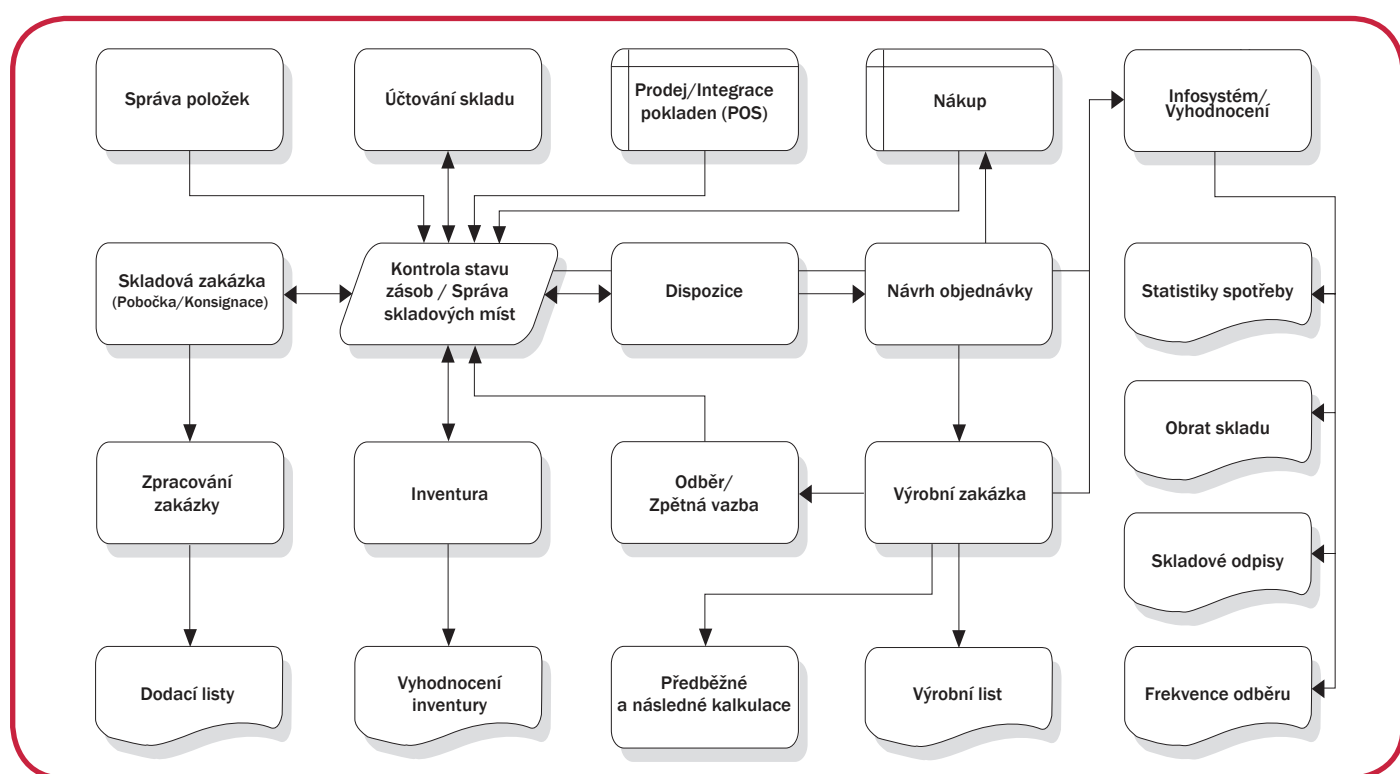 Správa položek
Účtování skladu
Prodej/Integrace
pokladen (POS)
Nákup
Infosystém/
Vyhodnocení
Skladová zakázka
(Pobočka/Konsignace)
Kontrola stavu
zásob / Správa
skladových míst
Dispozice
Návrh objednávky
Statistiky spotřeby
Obrat skladu
Zpracování
zakázky
Inventura
Odběr/
Zpětná vazba
Výrobní zakázka
Skladové odpisy
Dodací listy
Vyhodnocení
inventury
Předběžné
a následné kalkulace
Výrobní list
Frekvence odběru